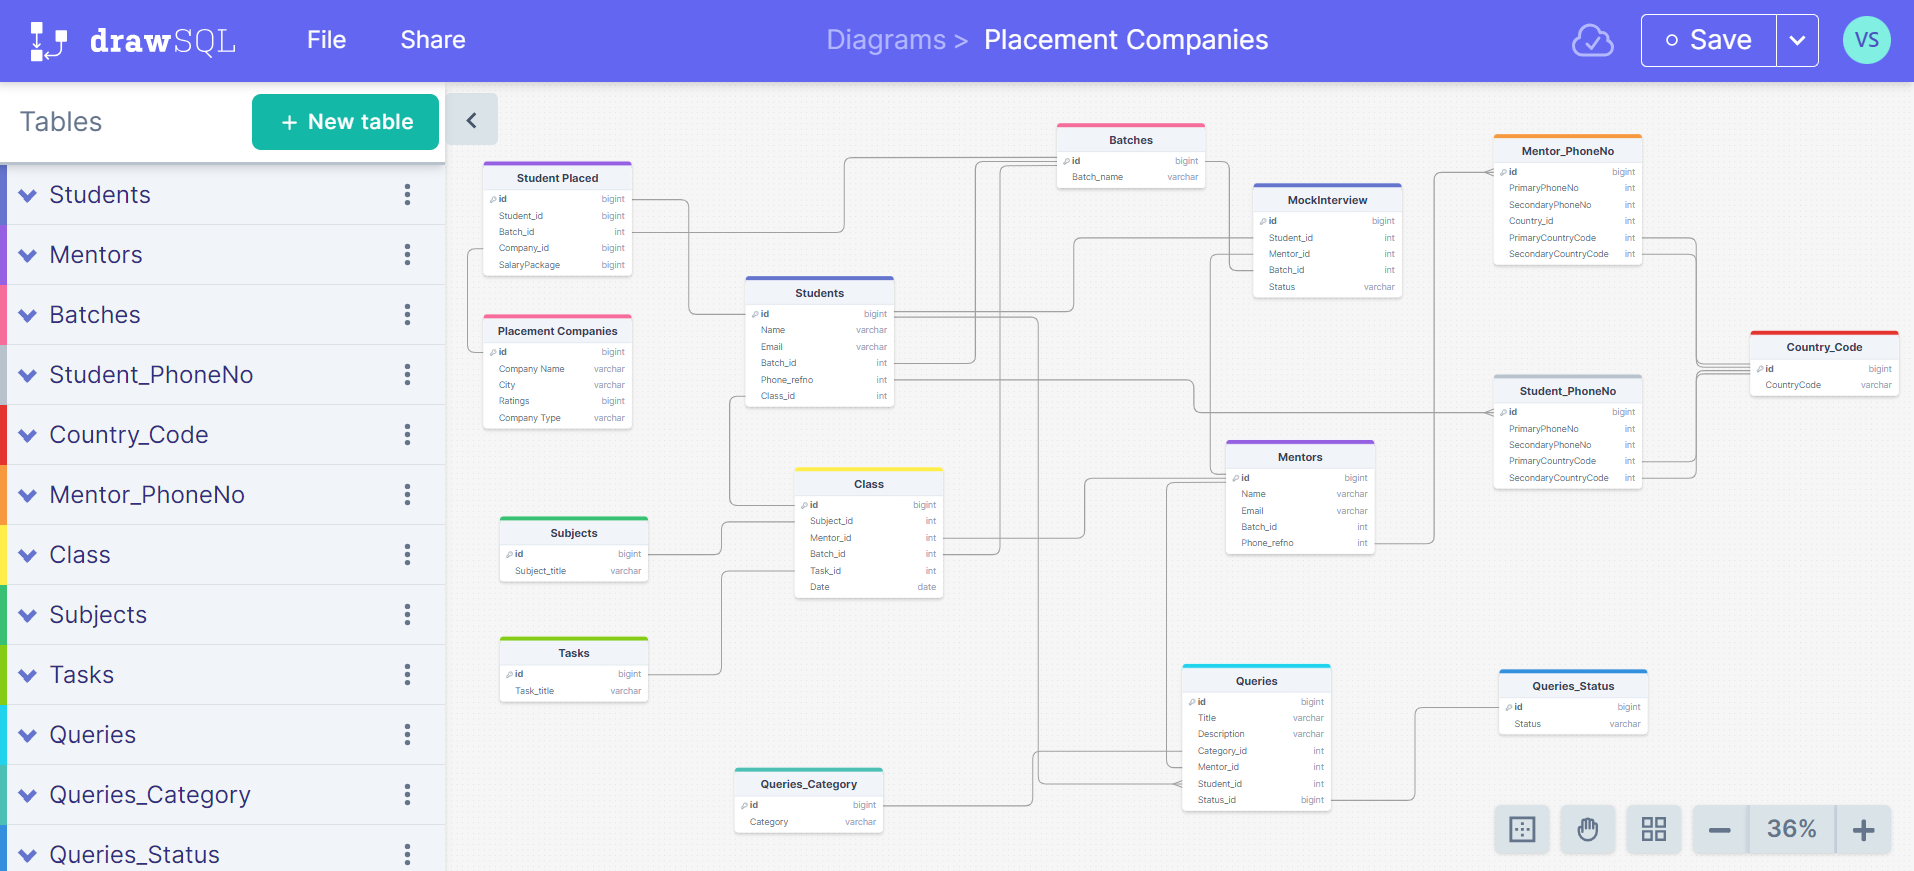 drawSQL
File
Share
Diagrams > Placement Companies
Save
VS
Tables
+ New table
Students
Mentors
Batches
Student_PhoneNo
Country_Code
Mentor_PhoneNo
Class
Subjects
Tasks
Queries
Queries_Category
Queries_Status
Student Placed
id bigint
Student_id bigint
Batch_id int
Company_id bigint
SalaryPackage bigint
Placement Companies
id bigint
Company Name varchar
City varchar
Ratings bigint
Company Type varchar
Students
id bigint
Name varchar
Email varchar
Batch_id int
Phone_refno int
Class_id int
Batches
id bigint
Batch_name varchar
MockInterview
id bigint
Student_id int
Mentor_id int
Batch_id int
Status varchar
Mentor_PhoneNo
id bigint
PrimaryPhoneNo int
SecondaryPhoneNo int
Country_id int
PrimaryCountryCode int
SecondaryCountryCode int
Country_Code
id bigint
CountryCode varchar
Student_PhoneNo
id bigint
PrimaryPhoneNo int
SecondaryPhoneNo int
PrimaryCountryCode int
SecondaryCountryCode int
Mentors
id bigint
Name varchar
Email varchar
Batch_id int
Phone_refno int
Class
id bigint
Subject_id int
Mentor_id int
Batch_id int
Task_id int
Date date
Subjects
id bigint
Subject_title varchar
Tasks
id bigint
Task_title varchar
Queries
id bigint
Title varchar
Description varchar
Category_id int
Mentor_id int
Student_id int
Status_id bigint
Queries_Status
id bigint
Status varchar
Queries_Category
id bigint
Category varchar
36%